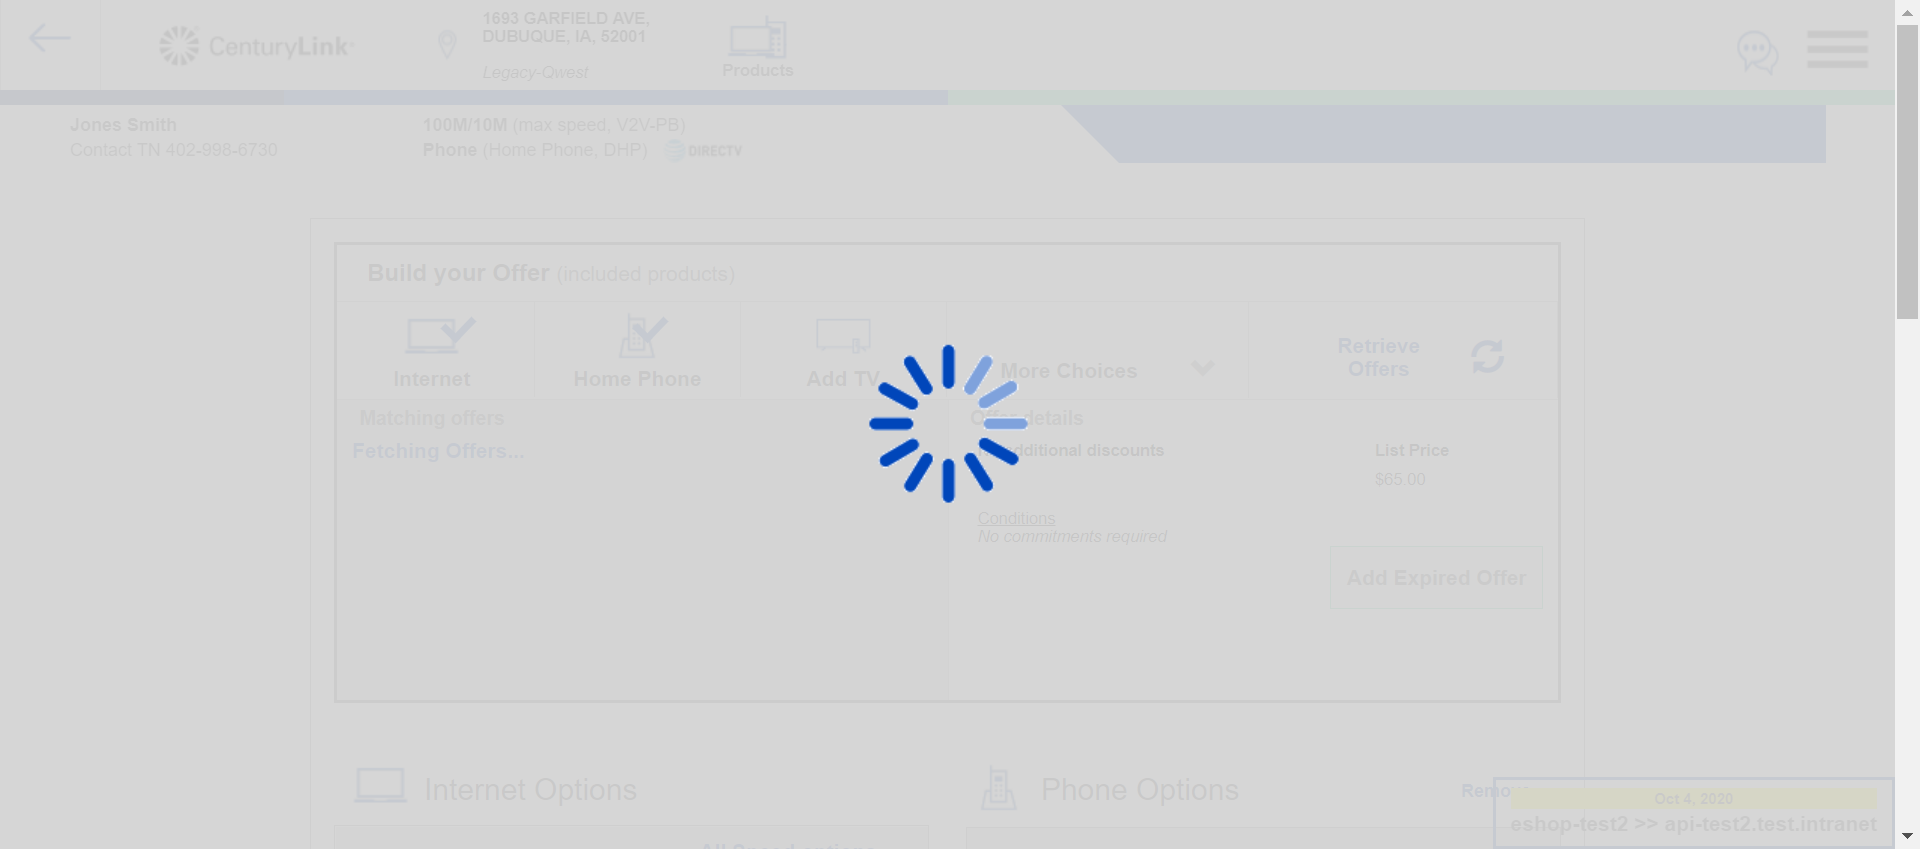 CenturyLink
1693 GARFIELD AVE,
DUBUQUE, IA, 52001
Legacy-Qwest
Products
Jones Smith
Contact TN 402-998-6730
100M/10M (max speed, V2V-PB)
Phone (Home Phone, DHP) DIRECTV
Build your Offer (included products)
Internet
Home Phone
Add TV
More Choices
Retrieve
Offers
Matching offers
Fetching Offers...
Offer details
additional discounts
List Price
$65.00
Conditions
No commitments required
Add Expired Offer
Internet Options
Phone Options
Remove
Oct 4, 2020
eshop-test2 >> api-test2.test.intranet